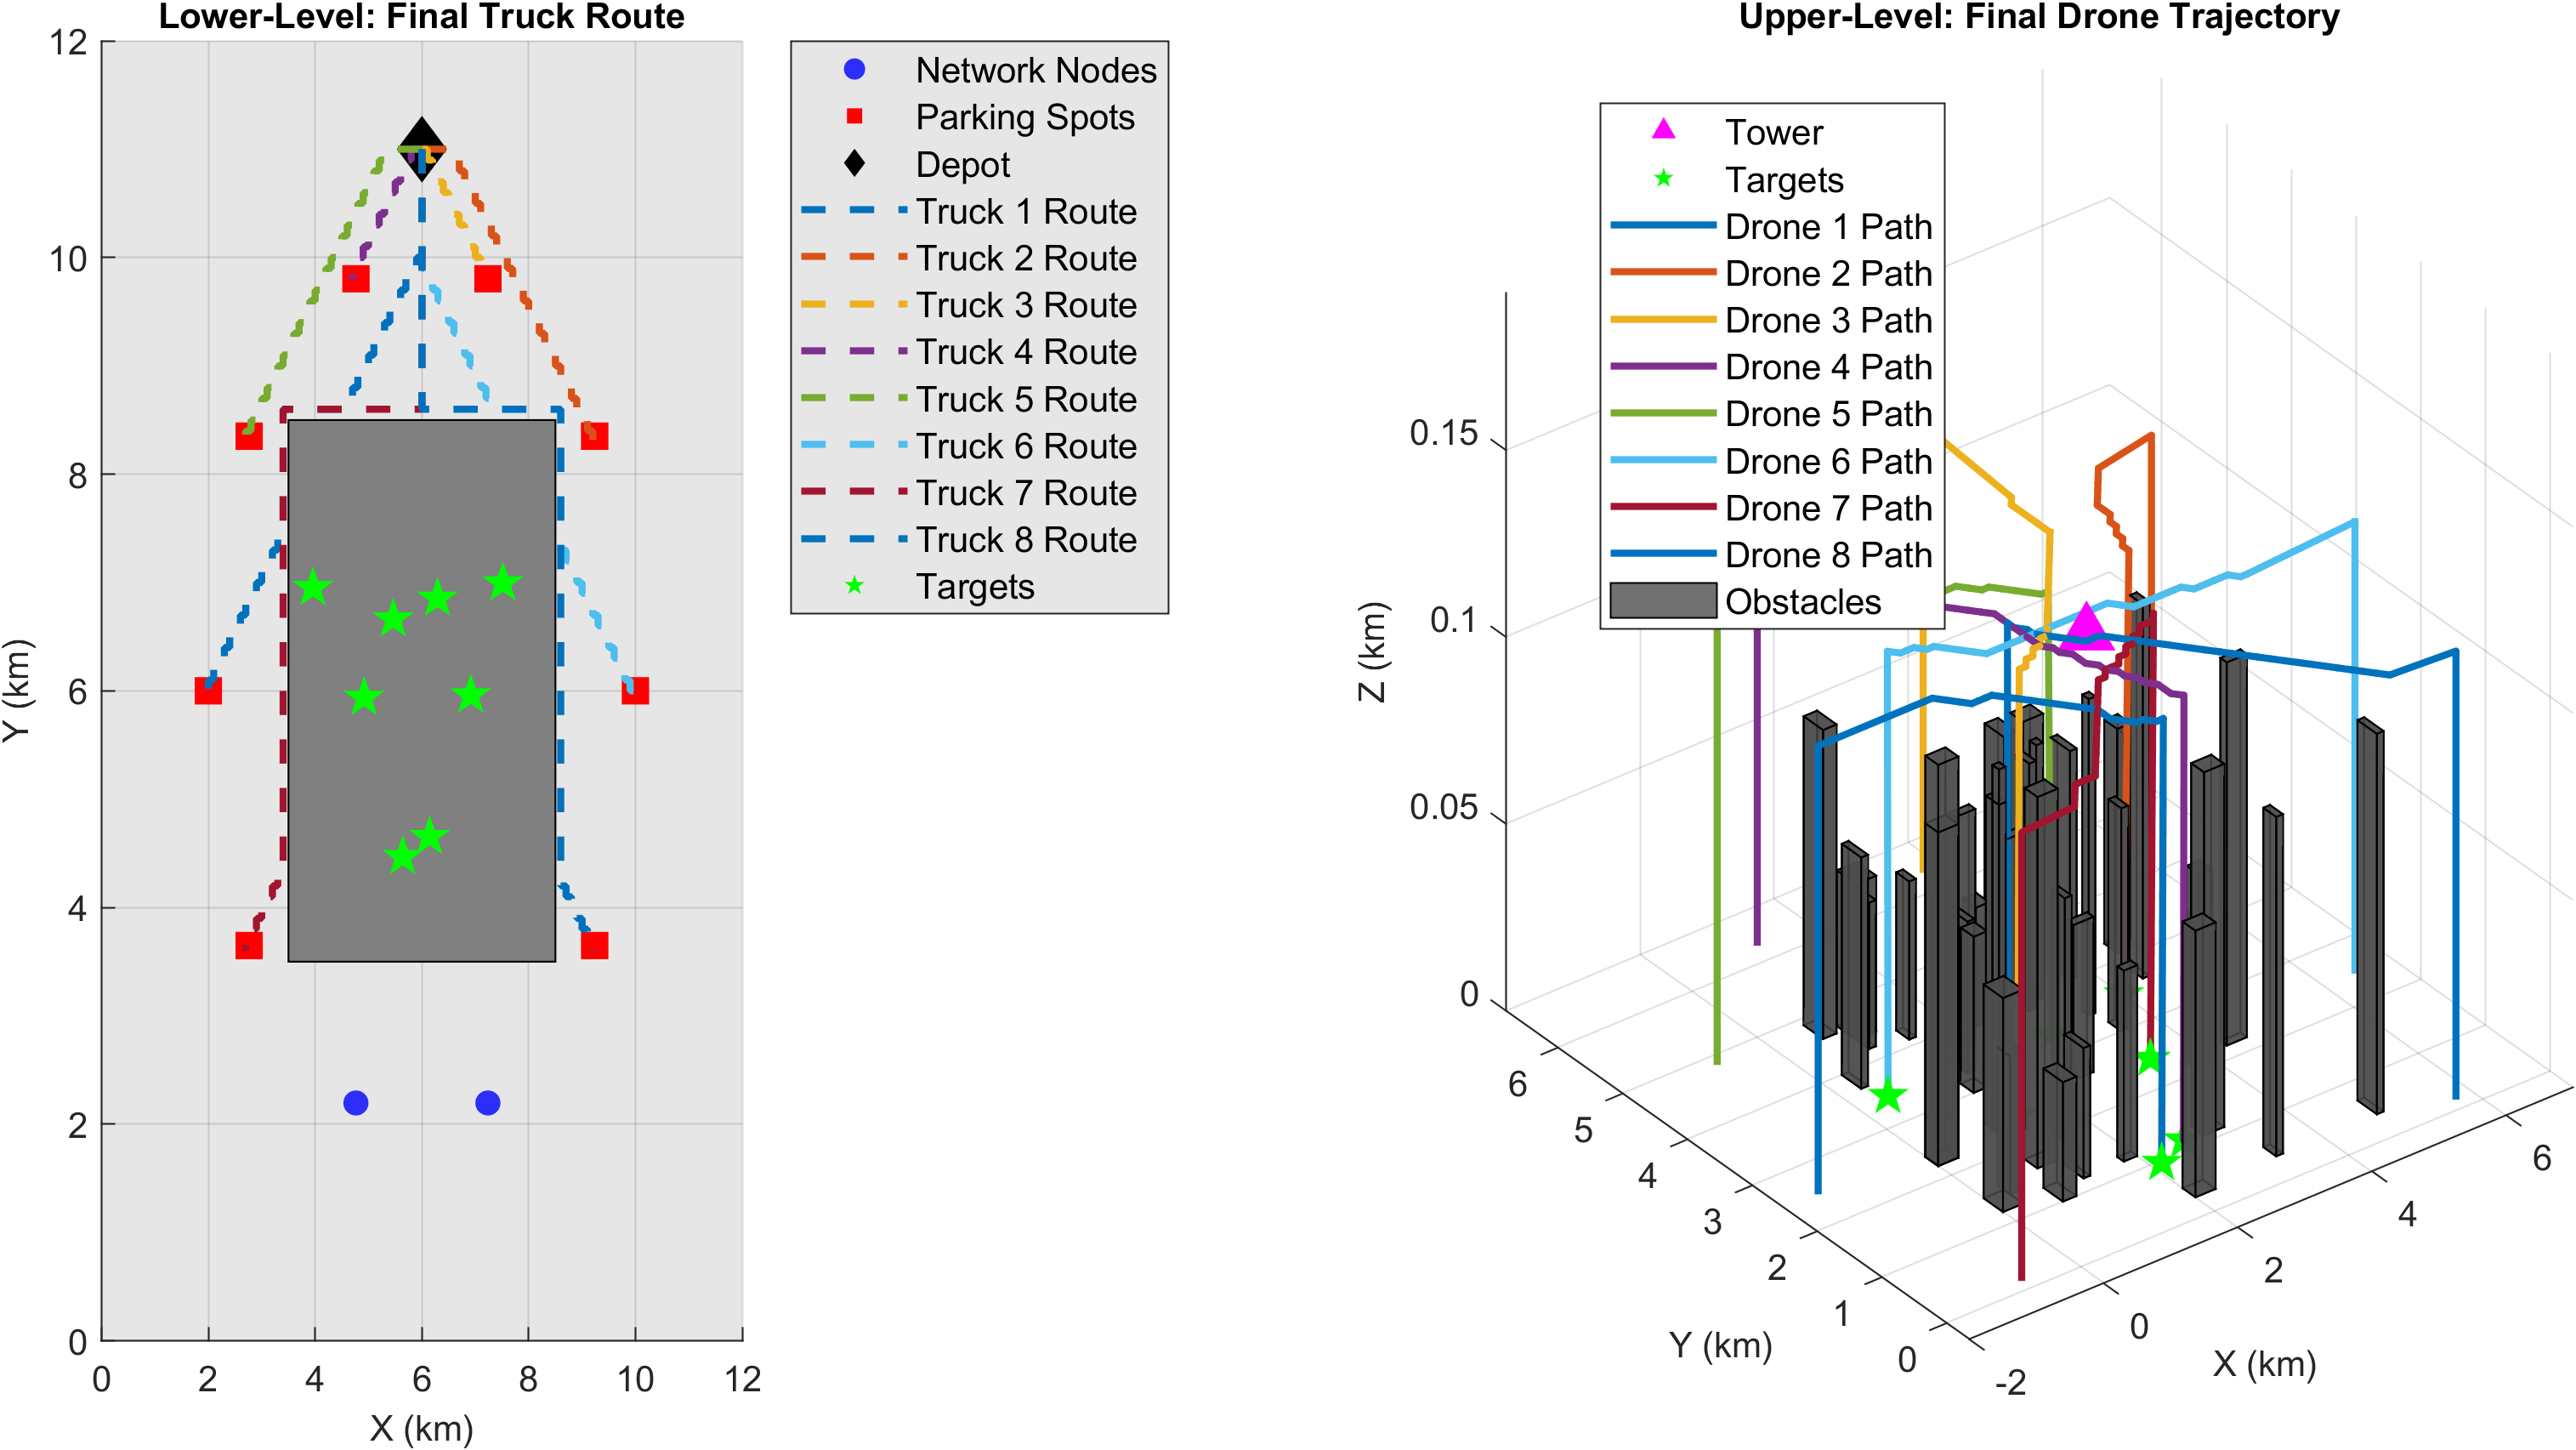 Lower-Level: Final Truck Route
12
10
8
6
4
2
0
0 2 4 6 8 10 12
X (km)
Y (km)
Network Nodes
Parking Spots
Depot
Truck 1 Route
Truck 2 Route
Truck 3 Route
Truck 4 Route
Truck 5 Route
Truck 6 Route
Truck 7 Route
Truck 8 Route
Targets
Upper-Level: Final Drone Trajectory
Tower
Targets
Drone 1 Path
Drone 2 Path
Drone 3 Path
Drone 4 Path
Drone 5 Path
Drone 6 Path
Drone 7 Path
Drone 8 Path
Obstacles
0.15
0.1
0.05
0
Z (km)
6
5
4
3
2
1
0
Y (km)
-2
0
2
4
6
X (km)